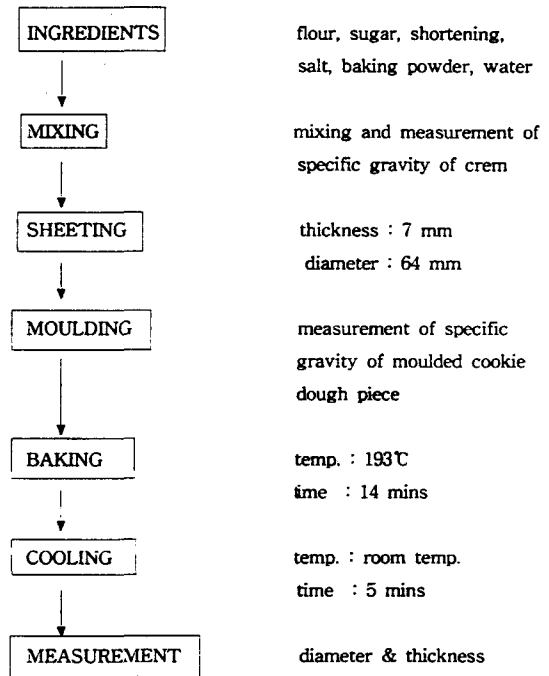 INGREDIENTS flour, sugar, shortening,
salt, baking powder, water
MIXING mixing and measurement of
specific gravity of crem
SHEETING thickness : 7 mm
diameter : 64 mm
MOULDING measurement of specific
gravity of moulded cookie
dough piece
BAKING temp. : 193℃
time : 14 mins
COOLING temp. : room temp.
time : 5 mins
MEASUREMENT diameter & thickness